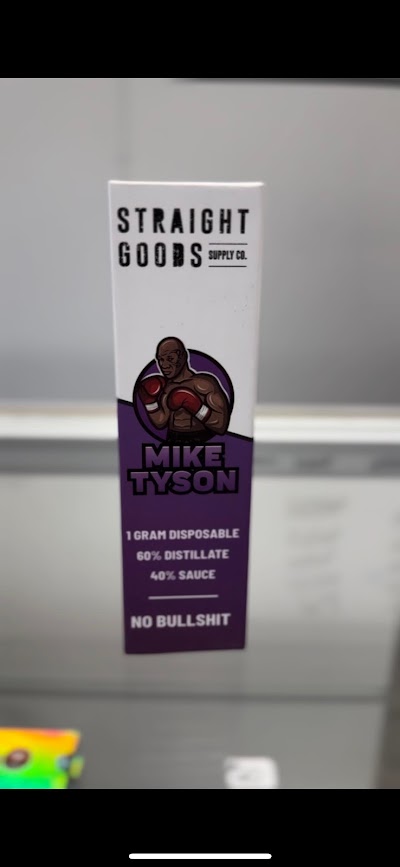 STRAIGHT
GOODS SUPPLY CO.
MIKE
TYSON
1 GRAM DISPOSABLE
60% DISTILLATE
40% SAUCE
NO BULLSHIT